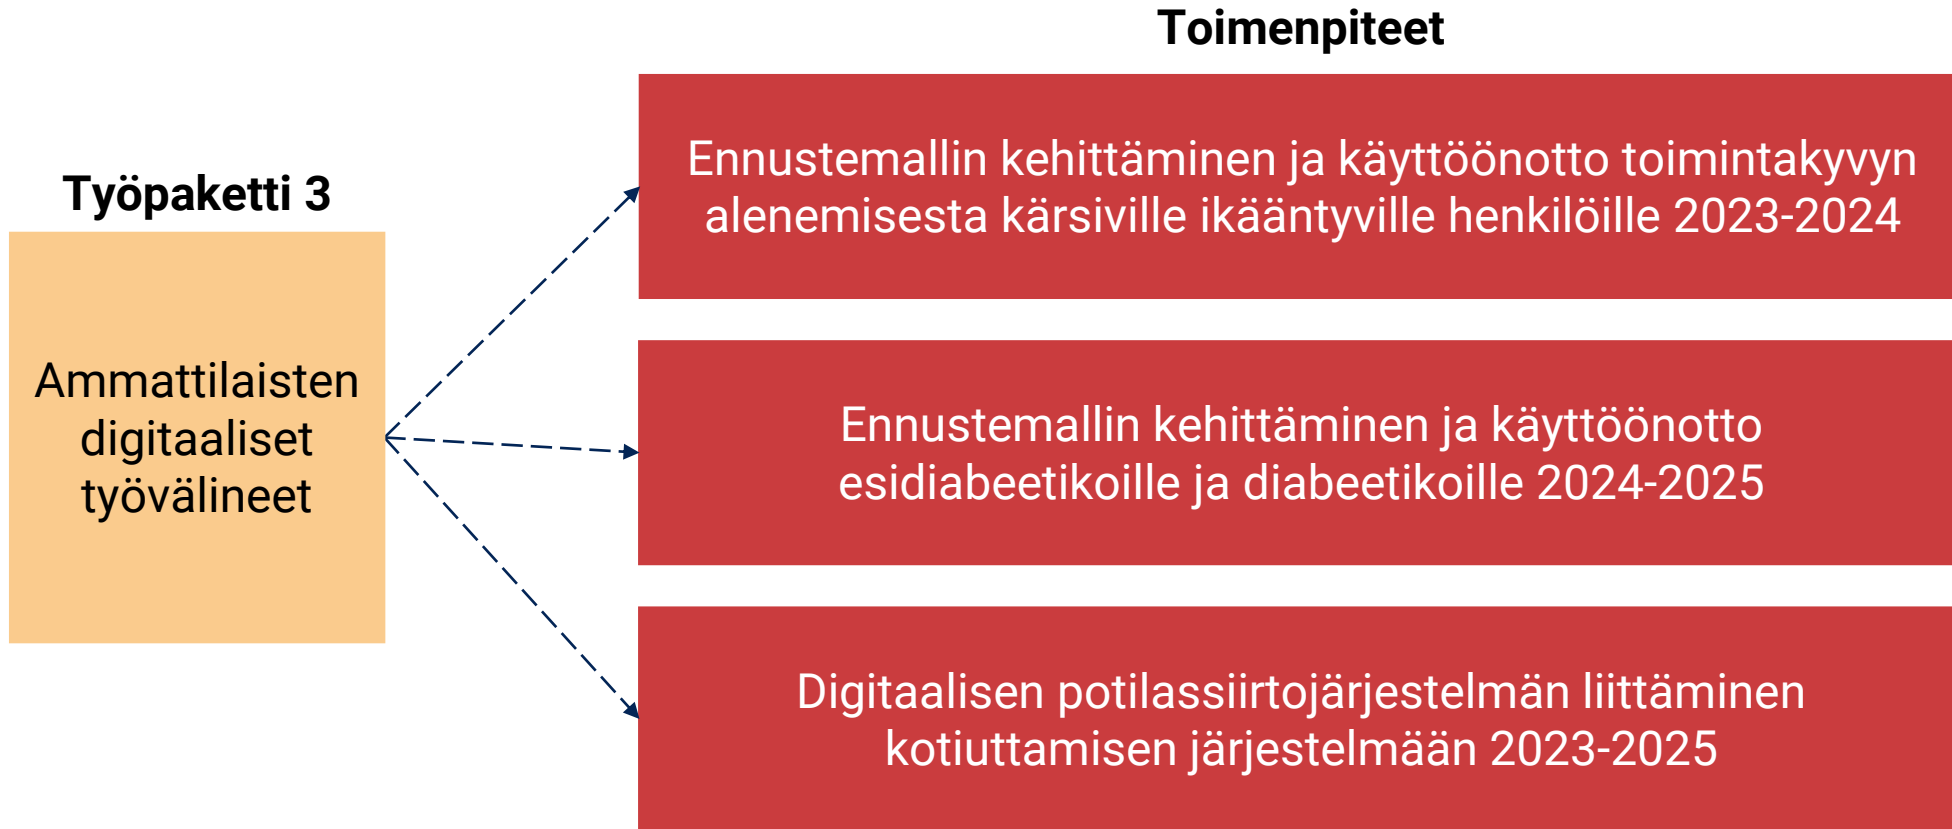 Toimenpiteet
Työpaketti 3
Ammattilaisten
digitaaliset
työvälineet
Ennustemallin kehittäminen ja käyttöönotto toimintakyvyn
alenemisesta kärsiville ikääntyville henkilöille 2023-2024
Ennustemallin kehittäminen ja käyttöönotto
esidiabeetikoille ja diabeetikoille 2024-2025
Digitaalisen potilassiirtojärjestelmän liittäminen
kotiuttamisen järjestelmään 2023-2025